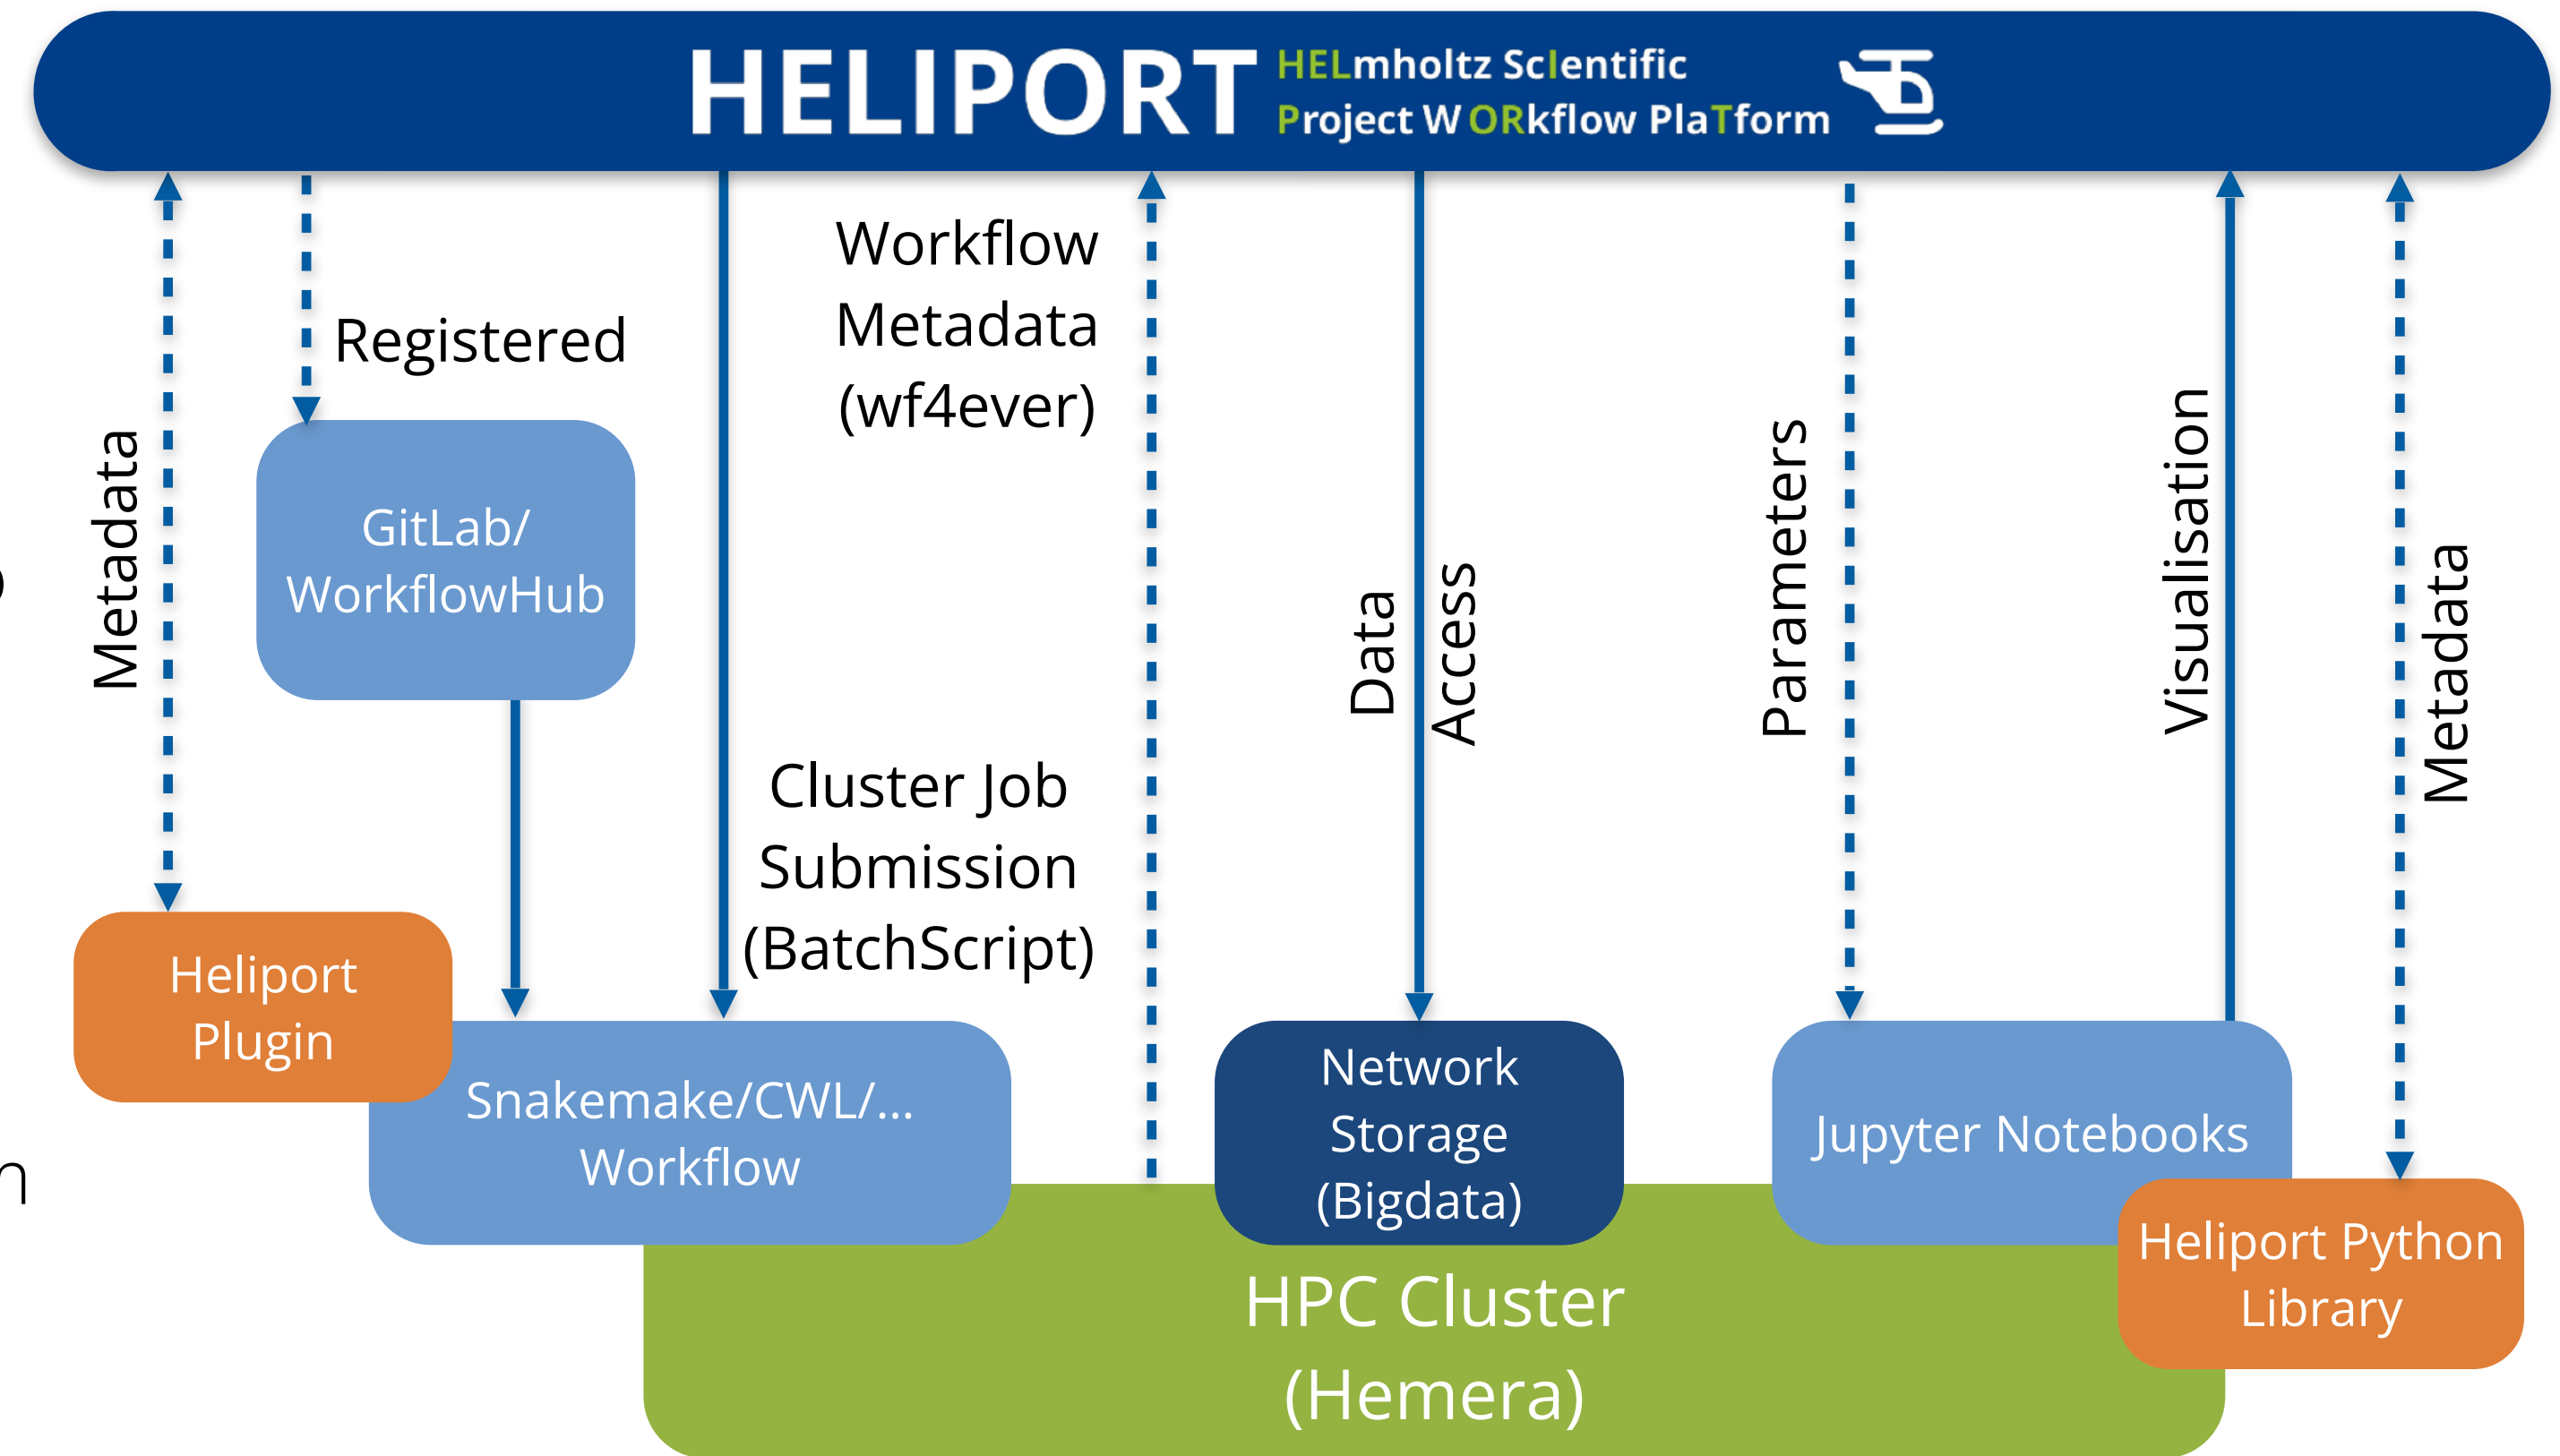 HELIPORT
HELmholtz ScIentific
Project WORkflow PlaTform
Metadata
Registered
GitLab/
WorkflowHub
Workflow
Metadata
(wf4ever)
Cluster Job
Submission
(BatchScript)
Data
Access
Parameters
Visualisation
Metadata
Heliport
Plugin
Snakemake/CWL/...
Workflow
Network
Storage
(Bigdata)
Jupyter Notebooks
Heliport Python
Library
HPC Cluster
(Hemera)
n